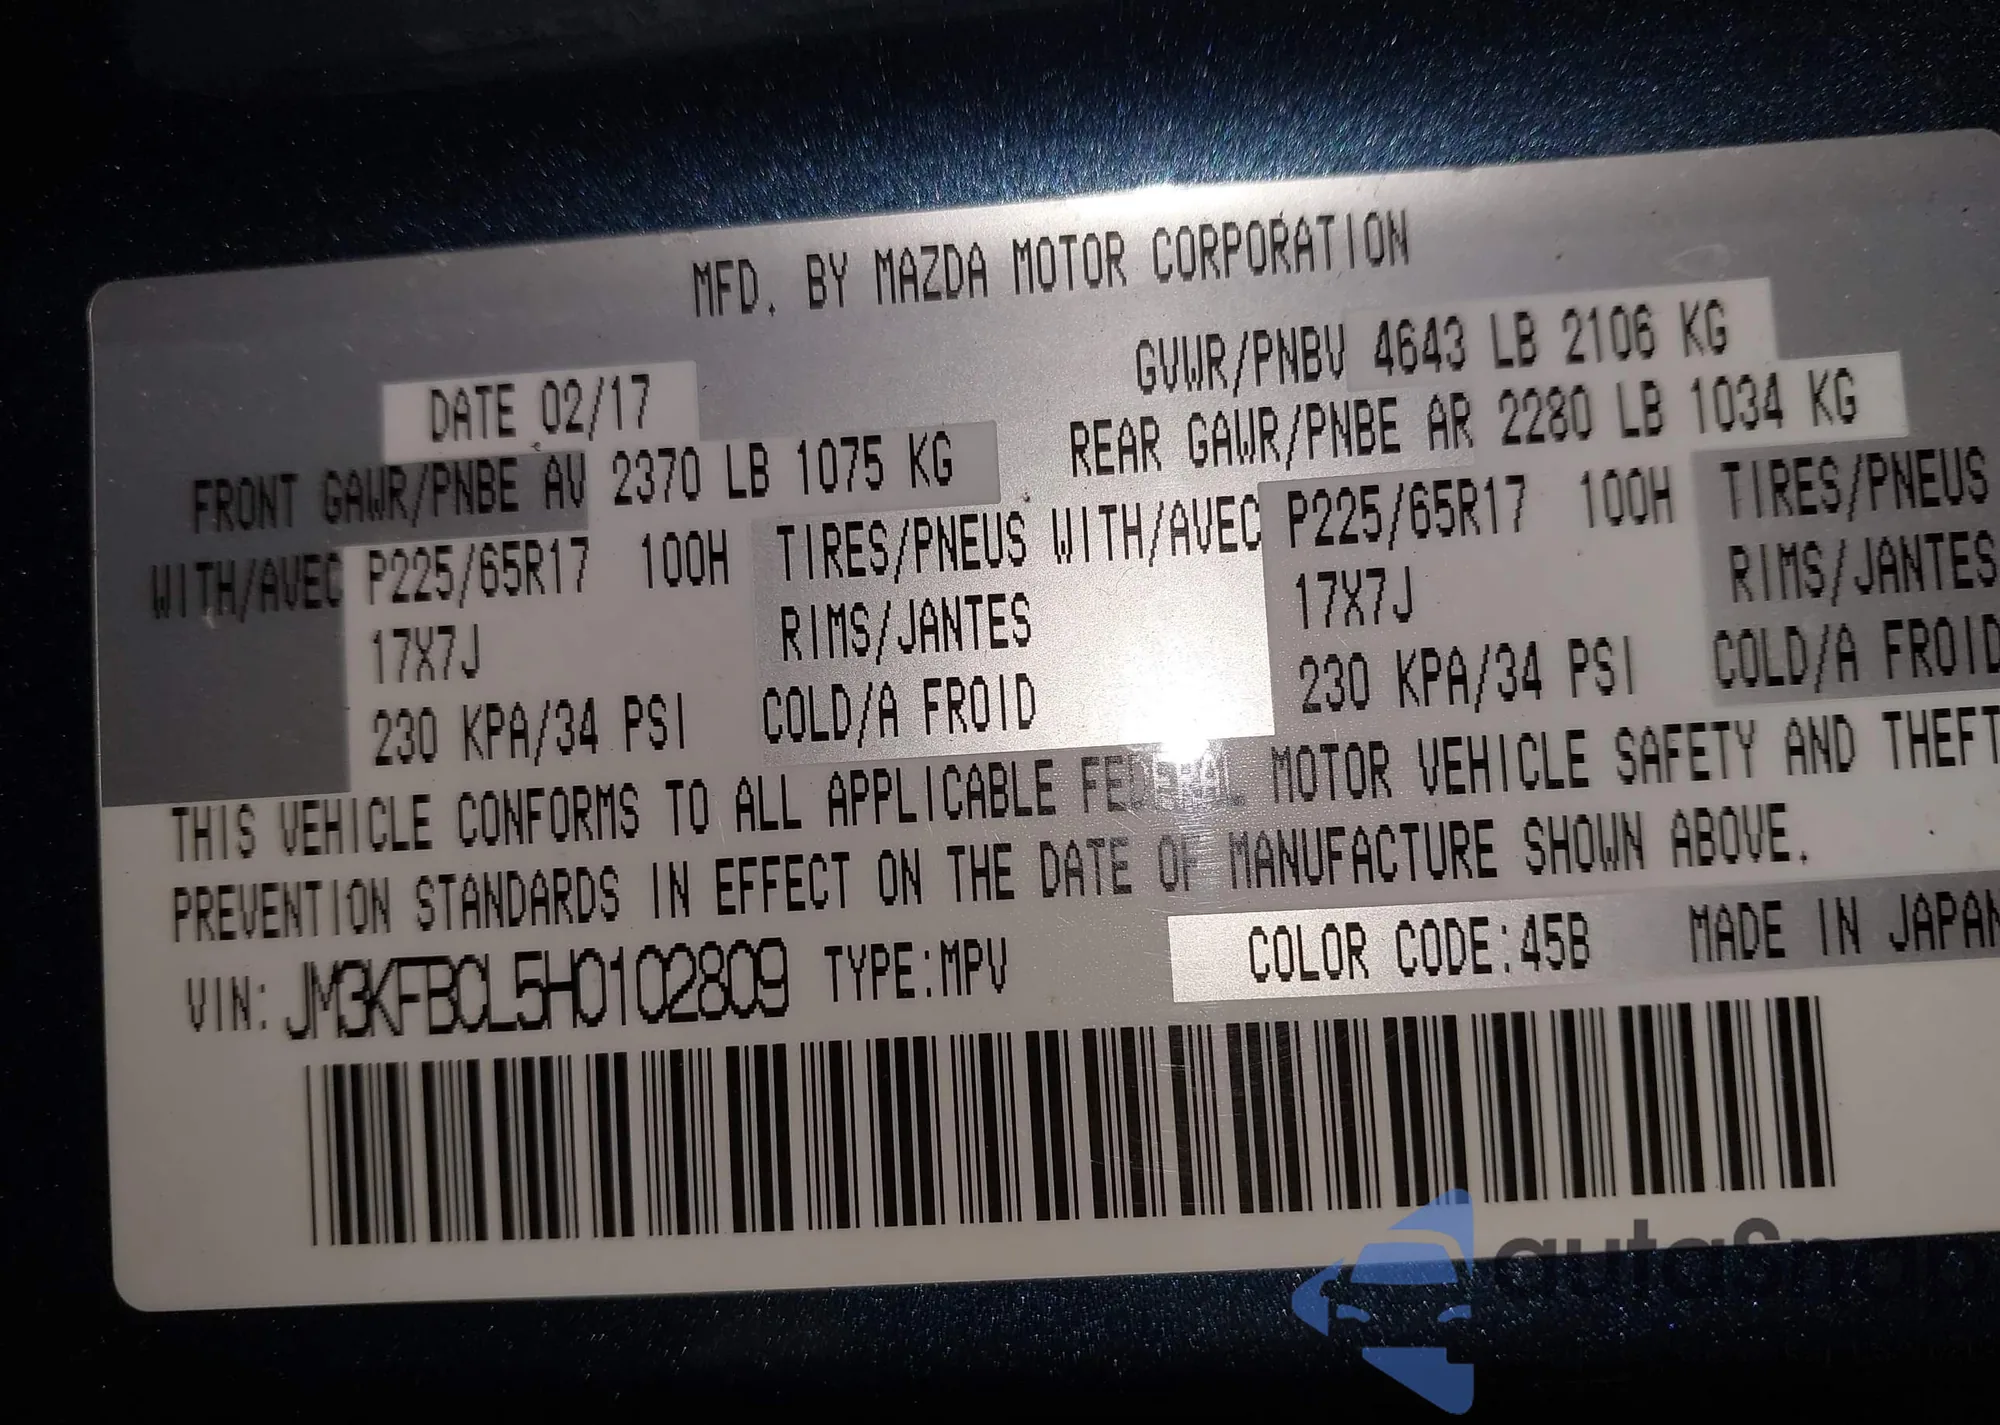 MFD. BY MAZDA MOTOR CORPORATION
DATE 02/17 GVWR/PNBV 4643 LB 2106 KG
FRONT GAWR/PNBE AV 2370 LB 1075 KG REAR GAWR/PNBE AR 2280 LB 1034 KG
WITH/AVEC P225/65R17 100H TIRES/PNEUS WITH/AVEC P225/65R17 100H TIRES/PNEUS
17X7J RIMS/JANTES 17X7J RIMS/JANTES
230 KPA/34 PSI COLD/A FROID 230 KPA/34 PSI COLD/A FROID
THIS VEHICLE CONFORMS TO ALL APPLICABLE FEDERAL MOTOR VEHICLE SAFETY AND THEFT
PREVENTION STANDARDS IN EFFECT ON THE DATE OF MANUFACTURE SHOWN ABOVE.
VIN: JM3KFBCL5H0102809 TYPE:MPV COLOR CODE:45B MADE IN JAPAN